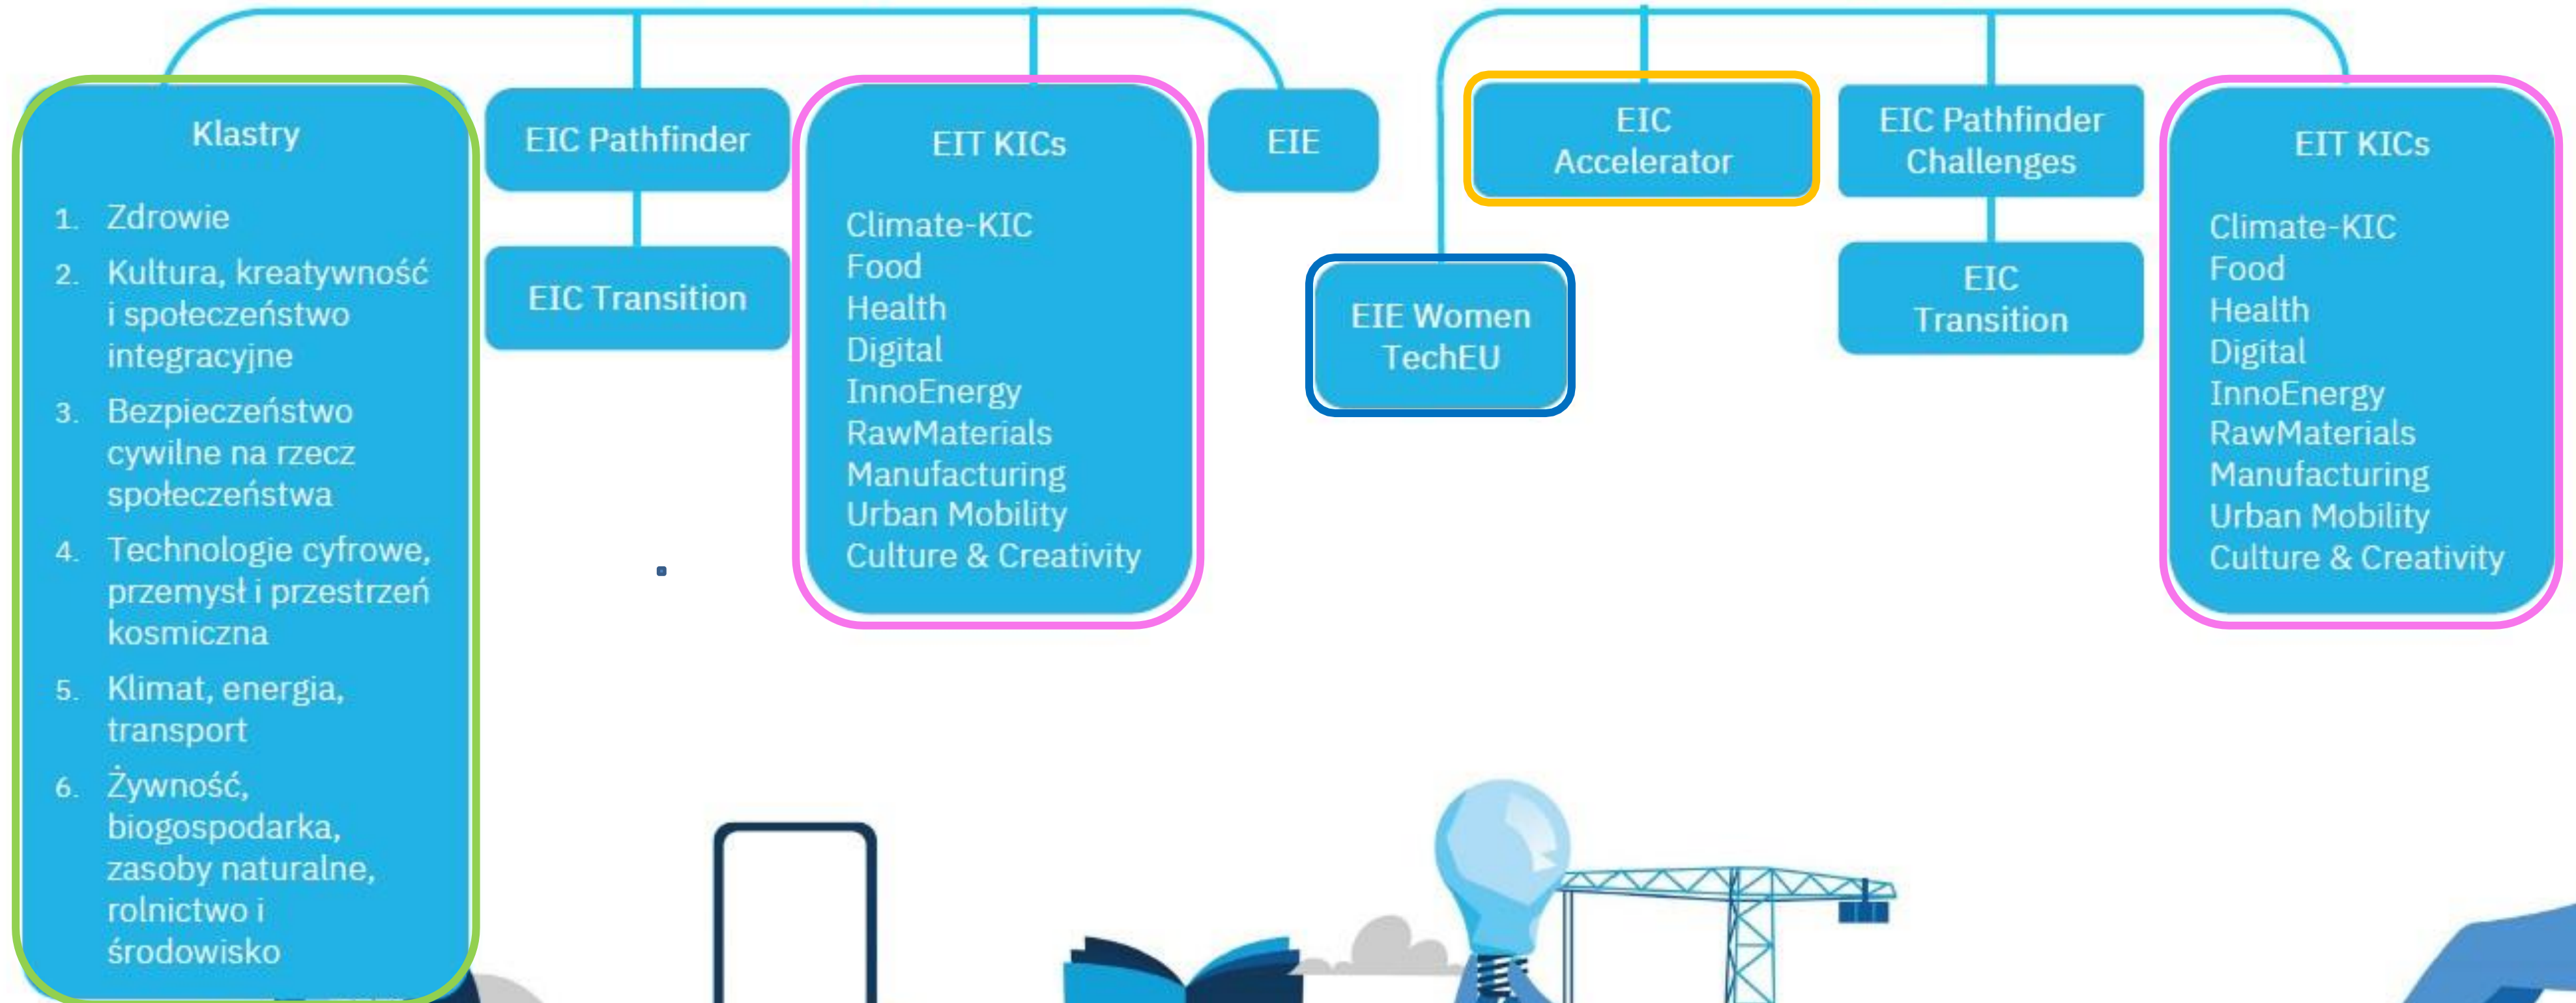 Klastry
1. Zdrowie
2. Kultura, kreatywność
i społeczeństwo
integracyjne
3. Bezpieczeństwo
cywilne na rzecz
społeczeństwa
4. Technologie cyfrowe,
przemysł i przestrzeń
kosmiczna
5. Klimat, energia,
transport
6. Żywność,
biogospodarka,
zasoby naturalne,
rolnictwo i
środowisko
EIC Pathfinder
EIC Transition
EIT KICs
Climate-KIC
Food
Health
Digital
InnoEnergy
RawMaterials
Manufacturing
Urban Mobility
Culture & Creativity
EIE
EIE Women
TechEU
EIC
Accelerator
EIC Pathfinder
Challenges
EIC
Transition
EIT KICs
Climate-KIC
Food
Health
Digital
InnoEnergy
RawMaterials
Manufacturing
Urban Mobility
Culture & Creativity